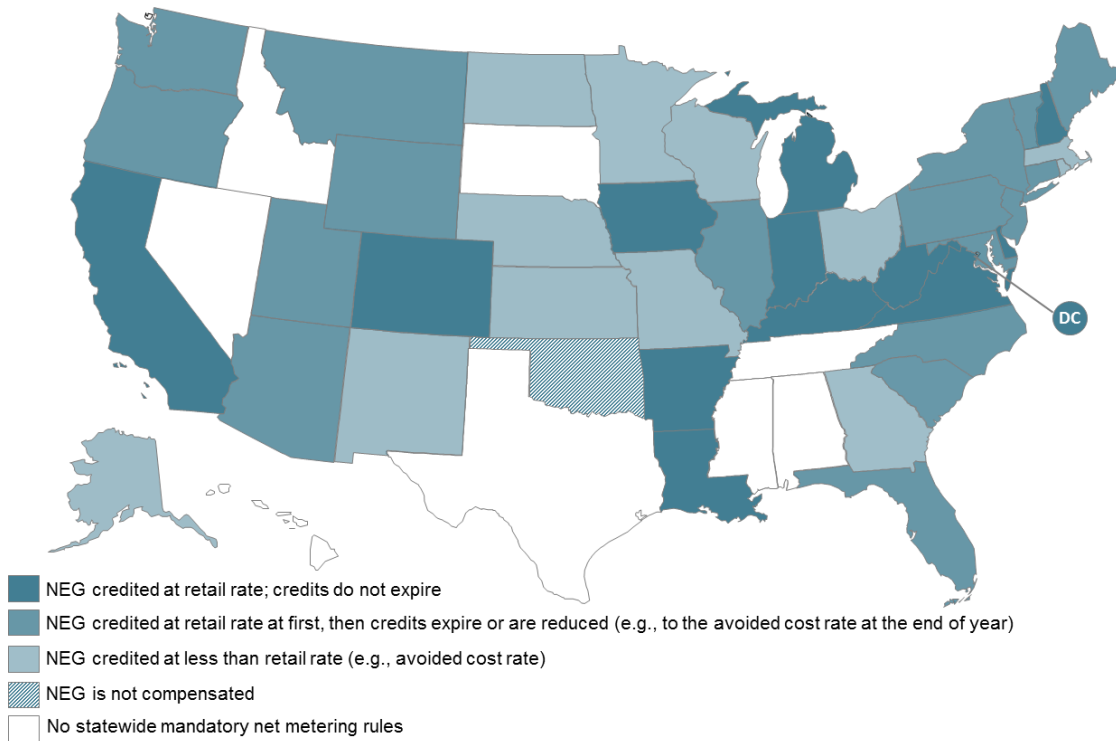 DC
NEG credited at retail rate; credits do not expire
NEG credited at retail rate at first, then credits expire or are reduced (e.g., to the avoided cost rate at the end of year)
NEG credited at less than retail rate (e.g., avoided cost rate)
NEG is not compensated
No statewide mandatory net metering rules